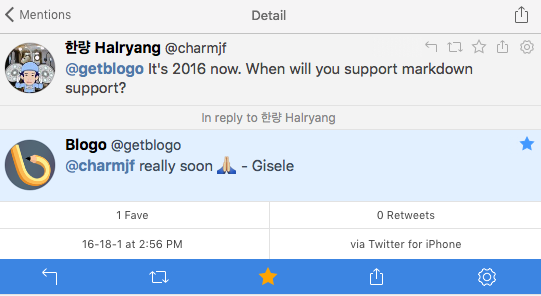 Mentions
Detail
한량 Halryang @charmjf
@getblogo It's 2016 now. When will you support markdown
support?
In reply to 한량 Halryang
Blogo @getblogo
@charmjf really soon 🙏🏼 - Gisele
1 Fave
0 Retweets
16-18-1 at 2:56 PM
via Twitter for iPhone